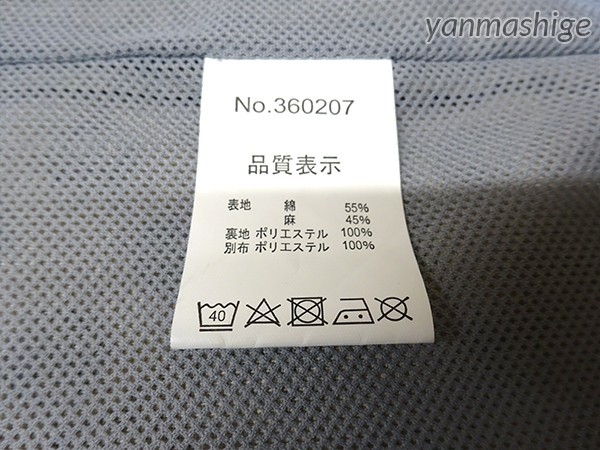 yanmashige
No.360207
品質表示
表地 綿 55%
麻 45%
裏地 ポリエステル 100%
別布 ポリエステル 100%
40